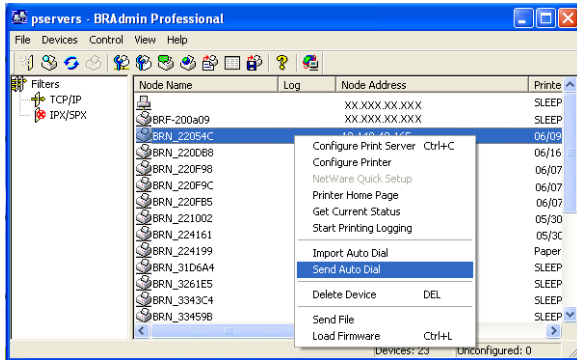 pservers - BRAdmin Professional
File Devices Control View Help
Filters
TCP/IP
IPX/SPX
Node Name Log Node Address Printe
XX.XXX.XX.XXX SLEEP
BRF-200a09 XX.XXX.XX.XXX SLEEP
BRN_22054C 06/09
BRN_220DB8 06/16
BRN_220F98 06/07
BRN_220F9C 06/07
BRN_220FB5 06/07
BRN_221002 05/30
BRN_224161 05/30
BRN_224199 Paper
BRN_31D6A4 SLEEP
BRN_3261E5 SLEEP
BRN_3343C4 SLEEP
BRN_33459B SLEEP
Configure Print Server Ctrl+C
Configure Printer
NetWare Quick Setup
Printer Home Page
Get Current Status
Start Printing Logging
Import Auto Dial
Send Auto Dial
Delete Device DEL
Send File
Load Firmware Ctrl+L
Devices: 23 Unconfigured: 0